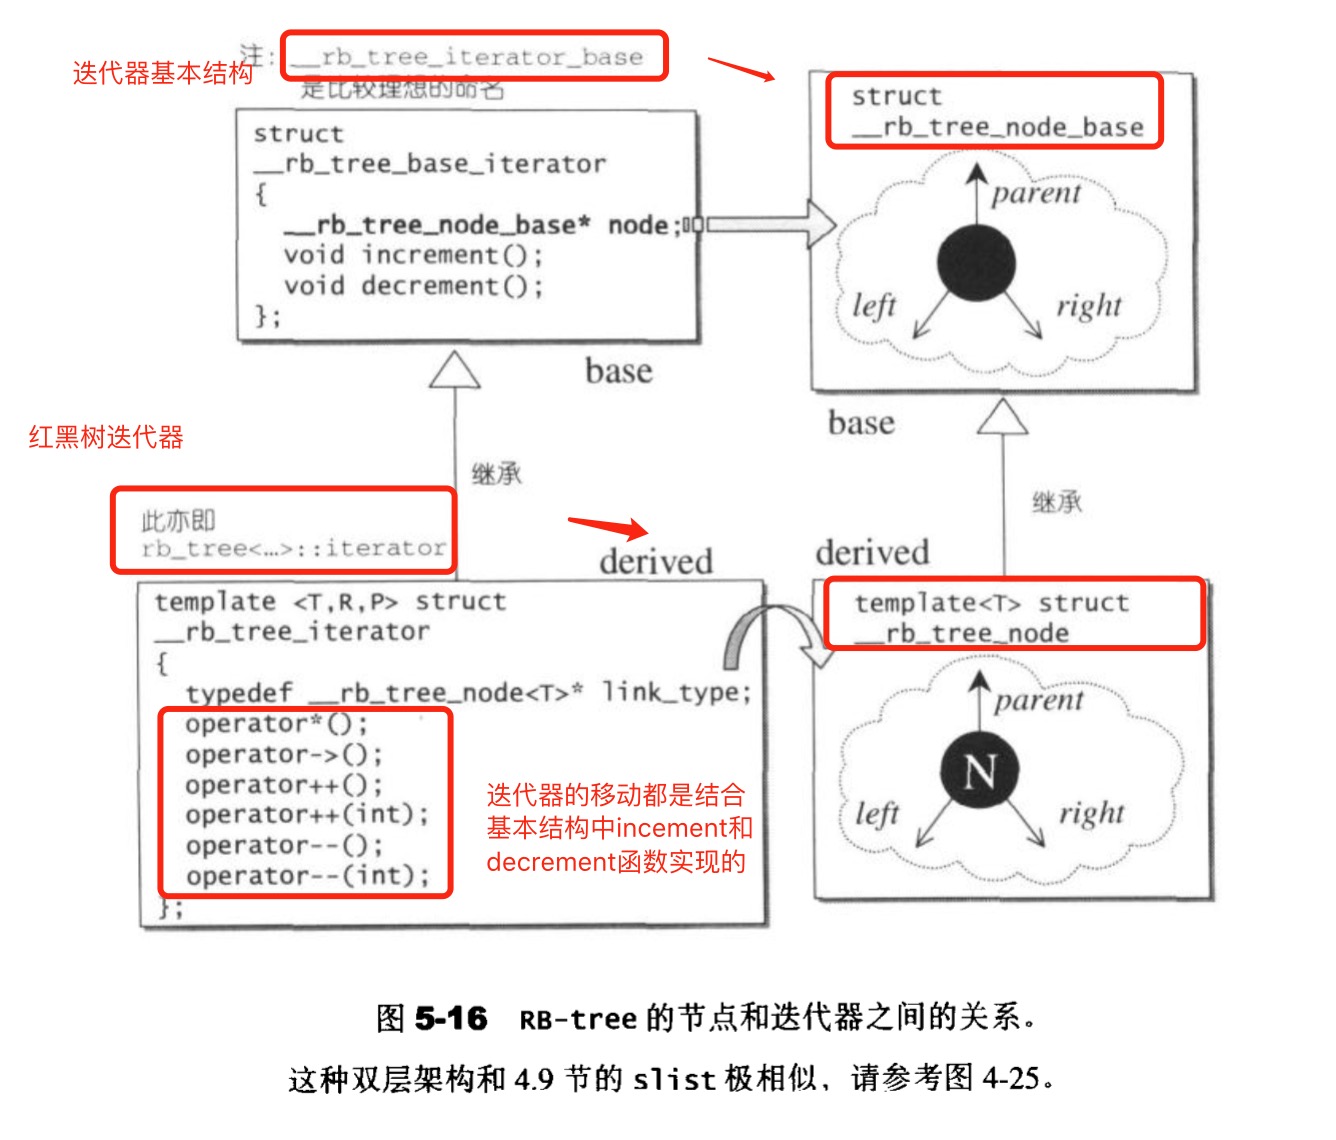 注: __rb_tree_iterator_base
迭代器基本结构
是比较理想的命名
struct
__rb_tree_base_iterator
{
__rb_tree_node_base* node;
void increment();
void decrement();
};
base
struct
__rb_tree_node_base
parent
left
right
base
红黑树迭代器
继承
继承
此亦即
rb_tree<…>::iterator
derived
derived
template <T,R,P> struct
__rb_tree_iterator
{
typedef __rb_tree_node<T>* link_type;
operator*();
operator->();
operator++();
operator++(int);
operator--();
operator--(int);
};
迭代器的移动都是结合
基本结构中incement和
decrement函数实现的
template<T> struct
__rb_tree_node
parent
N
left
right
图 5-16 RB-tree 的节点和迭代器之间的关系。
这种双层架构和 4.9 节的 slist 极相似，请参考图 4-25。